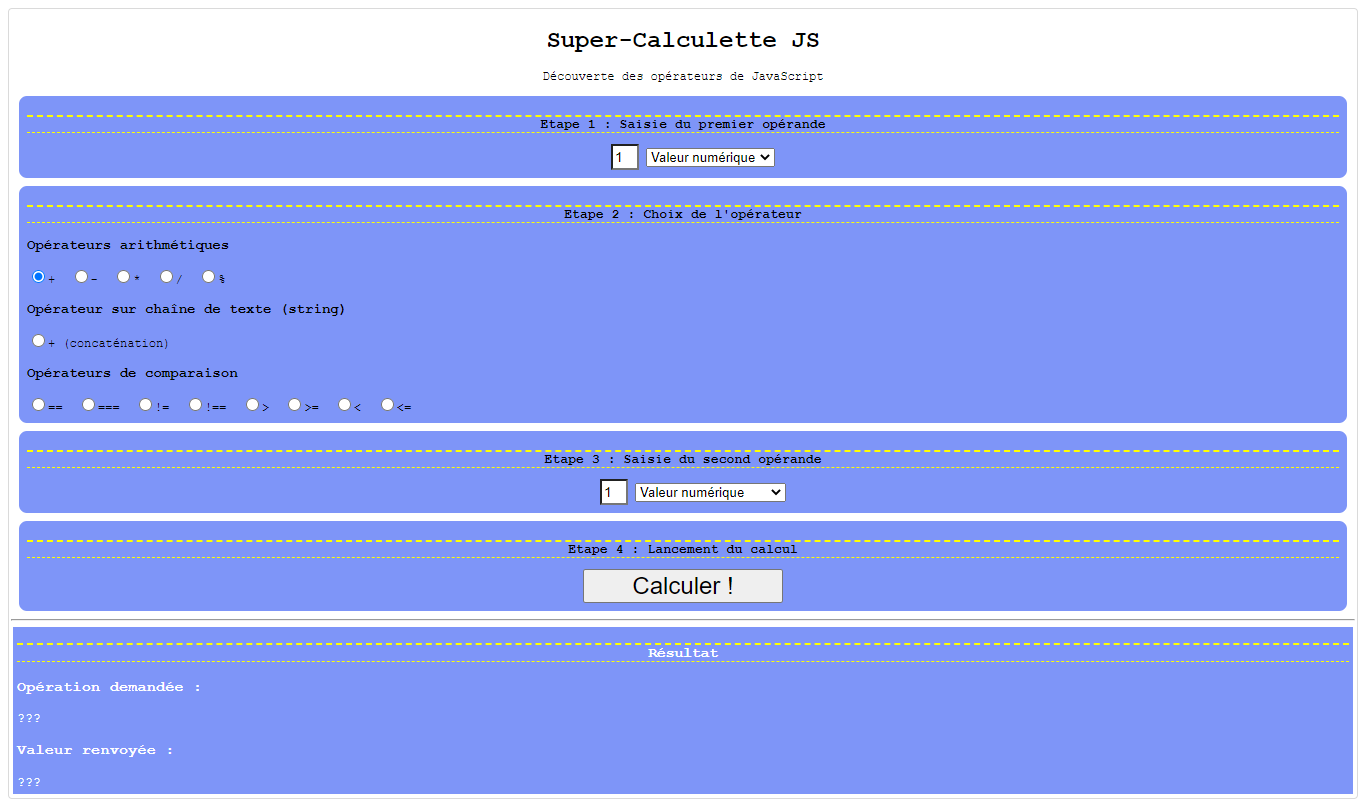 Super-Calculette JS
Découverte des opérateurs de JavaScript
Etape 1 : Saisie du premier opérande
1 Valeur numérique
Etape 2 : Choix de l'opérateur
Opérateurs arithmétiques
+ - * / %
Opérateur sur chaîne de texte (string)
+ (concaténation)
Opérateurs de comparaison
== === != !== > >= < <=
Etape 3 : Saisie du second opérande
1 Valeur numérique
Etape 4 : Lancement du calcul
Calculer !
Résultat
Opération demandée :
???
Valeur renvoyée :
???